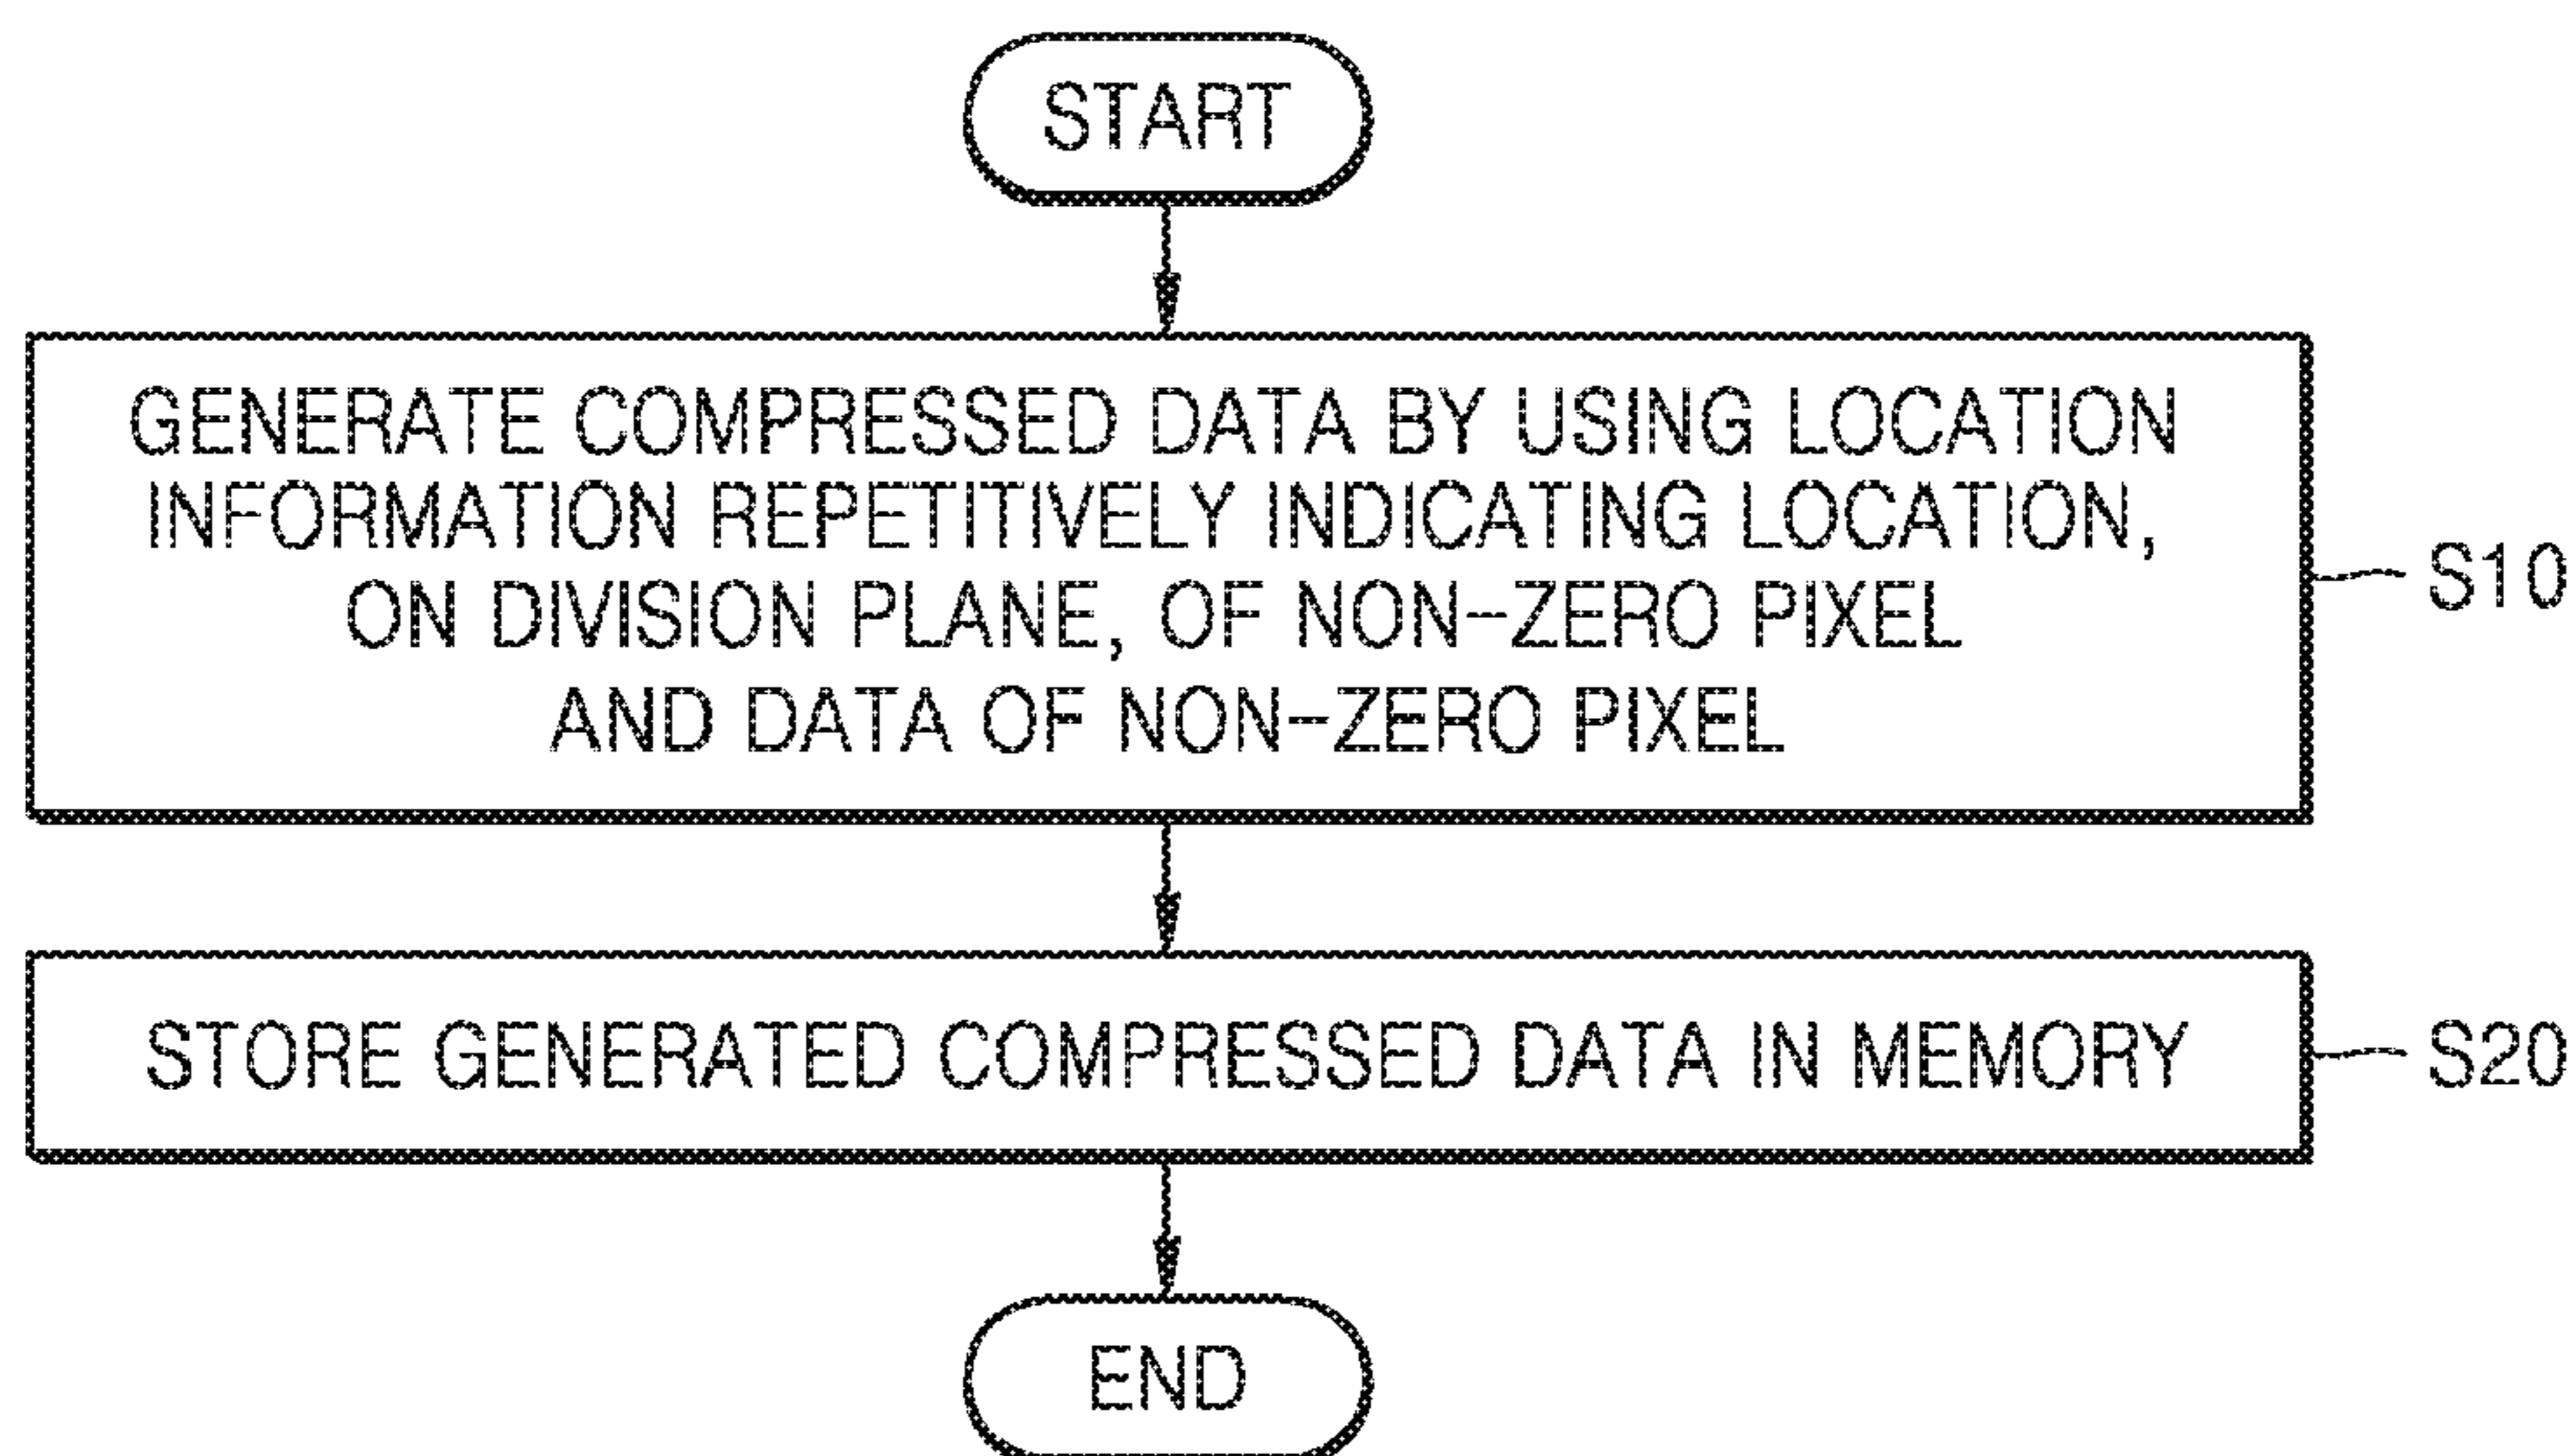 START
GENERATE COMPRESSED DATA BY USING LOCATION
INFORMATION REPETITIVELY INDICATING LOCATION,
ON DIVISION PLANE, OF NON-ZERO PIXEL
AND DATA OF NON-ZERO PIXEL
S10
STORE GENERATED COMPRESSED DATA IN MEMORY
S20
END